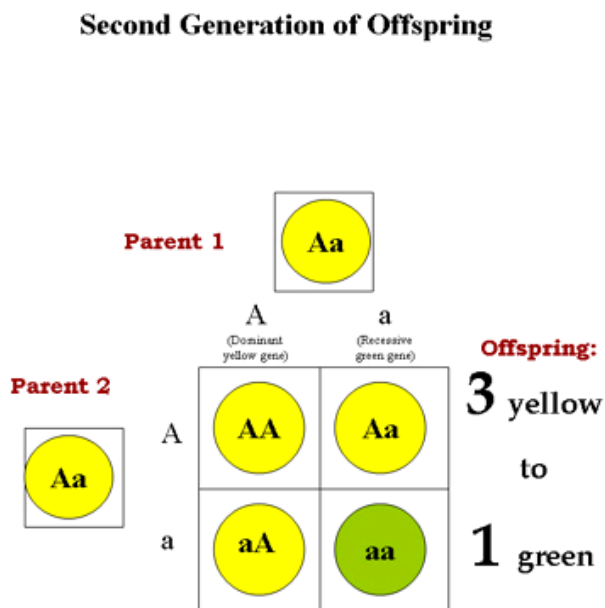 Second Generation of Offspring
Parent 1
Aa
A
a
(Dominant
yellow gene)
(Recessive
green gene)
Offspring:
Parent 2
Aa
A
AA
Aa
3 yellow
to
a
aA
aa
1 green